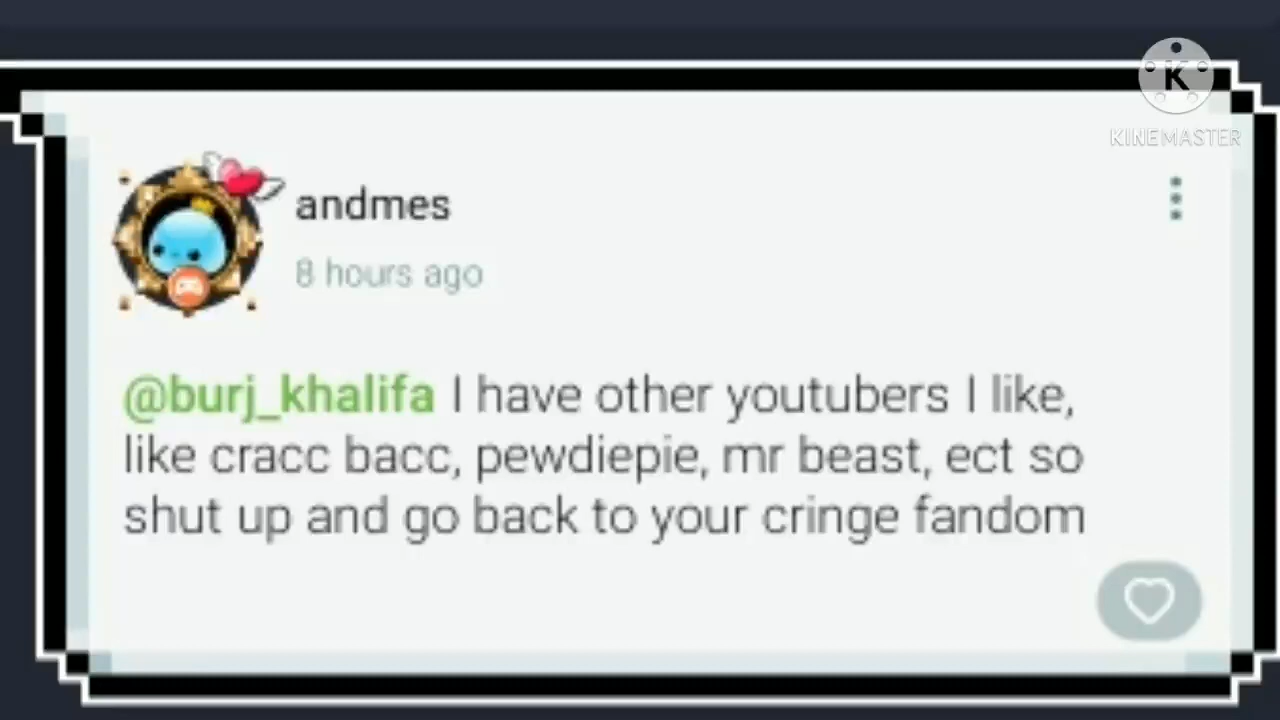 K
KINEMASTER
andmes
8 hours ago
@burj_khalifa I have other youtubers I like,
like cracc bacc, pewdiepie, mr beast, ect so
shut up and go back to your cringe fandom